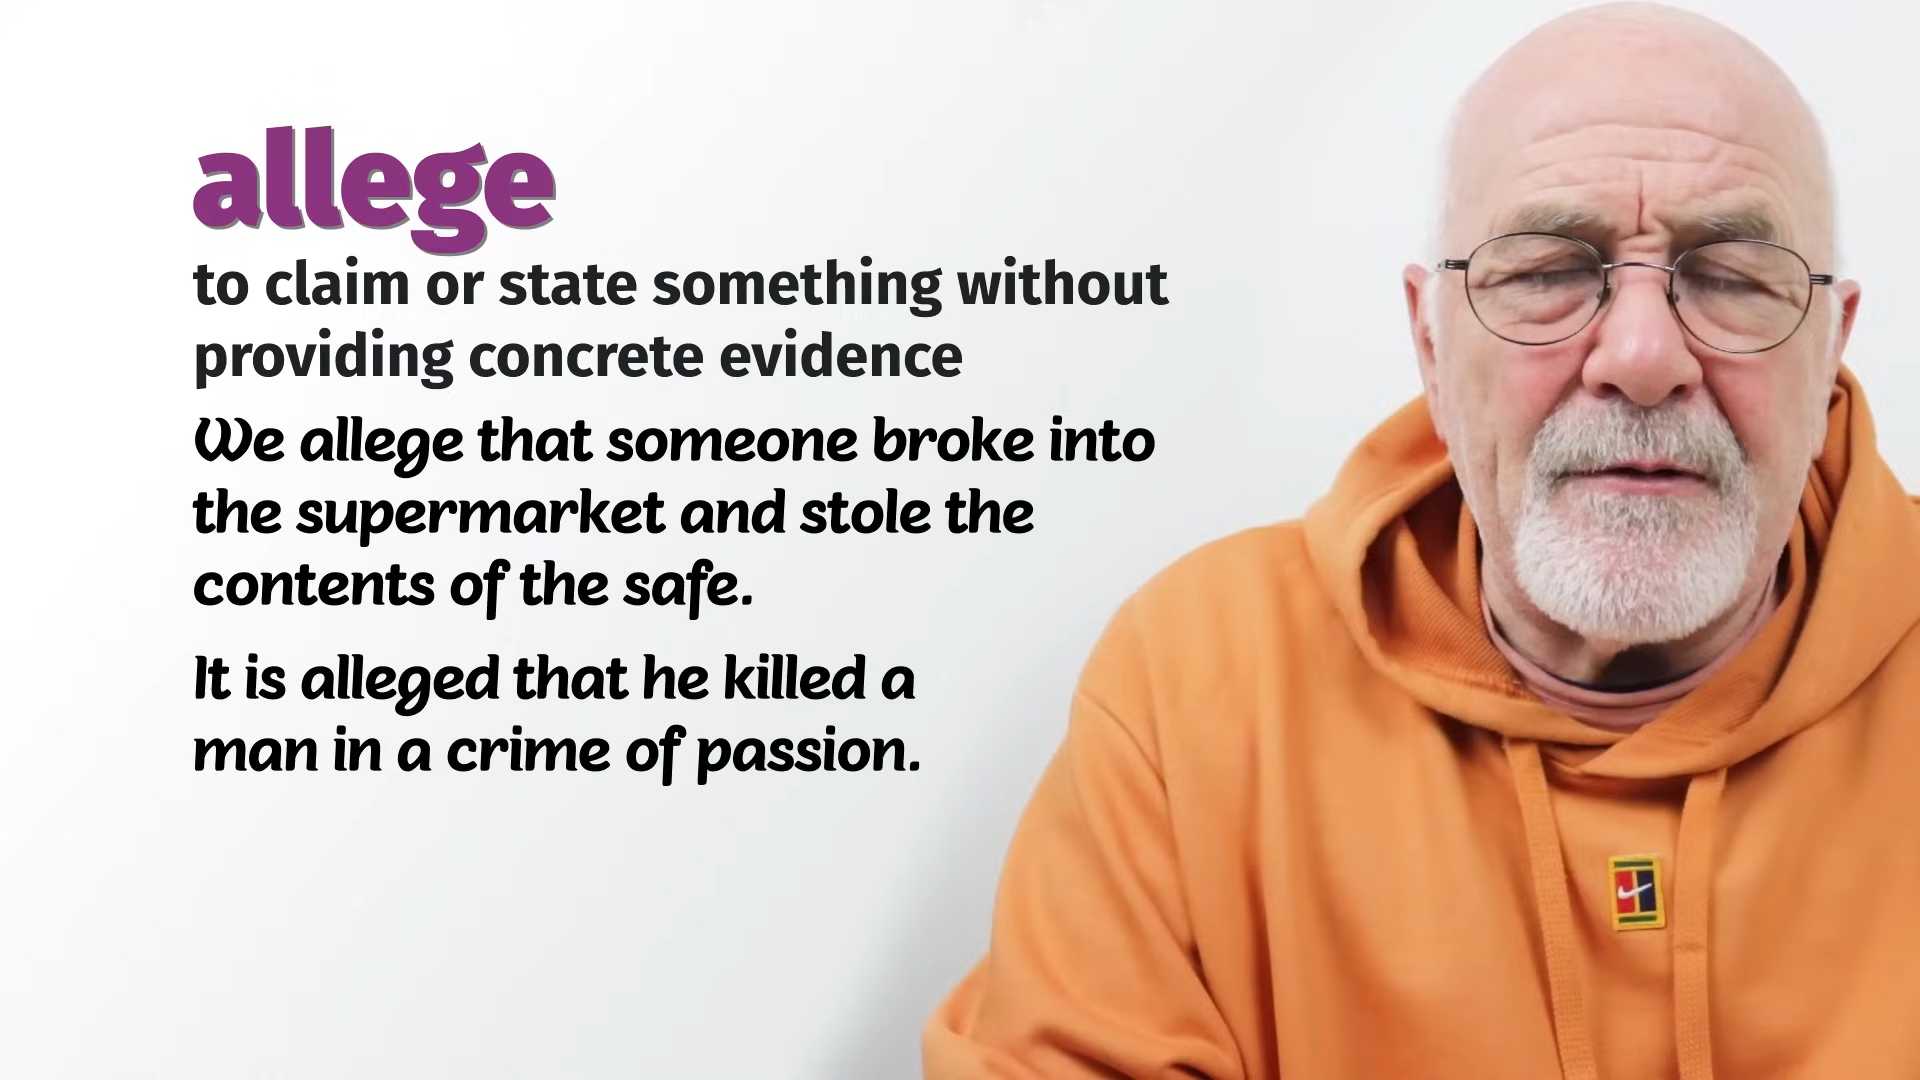 allege
to claim or state something without
providing concrete evidence
We allege that someone broke into
the supermarket and stole the
contents of the safe.
It is alleged that he killed a
man in a crime of passion.